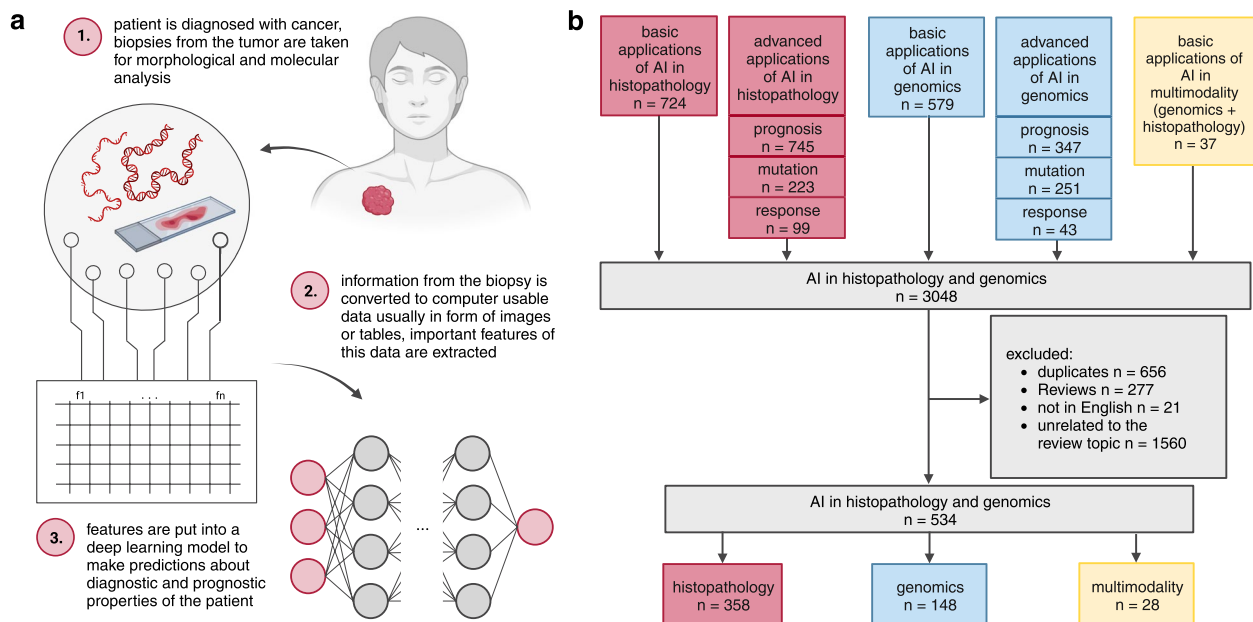 a
1.
patient is diagnosed with cancer,
biopsies from the tumor are taken
for morphological and molecular
analysis
2.
information from the biopsy is
converted to computer usable
data usually in form of images
or tables, important features of
this data are extracted
f1 ... fn
3.
features are put into a
deep learning model to
make predictions about
diagnostic and prognostic
properties of the patient
...
b
basic
applications
of AI in
histopathology
n = 724
advanced
applications
of AI in
histopathology
prognosis
n = 745
mutation
n = 223
response
n = 99
basic
applications
of AI in
genomics
n = 579
advanced
applications
of AI in
genomics
prognosis
n = 347
mutation
n = 251
response
n = 43
basic
applications of
AI in
multimodality
(genomics +
histopathology)
n = 37
AI in histopathology and genomics
n = 3048
excluded:
• duplicates n = 656
• Reviews n = 277
• not in English n = 21
• unrelated to the
review topic n = 1560
AI in histopathology and genomics
n = 534
histopathology
n = 358
genomics
n = 148
multimodality
n = 28